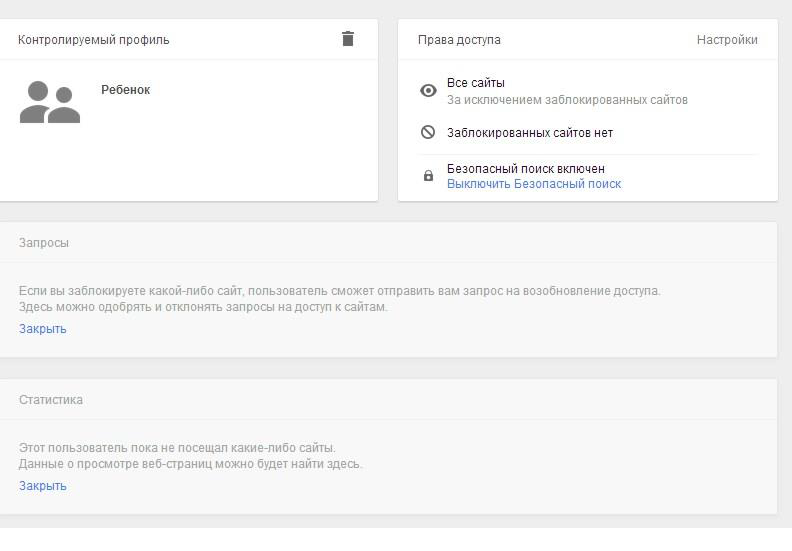 Контролируемый профиль
Ребенок
Права доступа
Настройки
Все сайты
За исключением заблокированных сайтов
Заблокированных сайтов нет
Безопасный поиск включен
Выключить Безопасный поиск
Запросы
Если вы заблокируете какой-либо сайт, пользователь сможет отправить вам запрос на возобновление доступа.
Здесь можно одобрять и отклонять запросы на доступ к сайтам.
Закрыть
Статистика
Этот пользователь пока не посещал какие-либо сайты.
Данные о просмотре веб-страниц можно будет найти здесь.
Закрыть